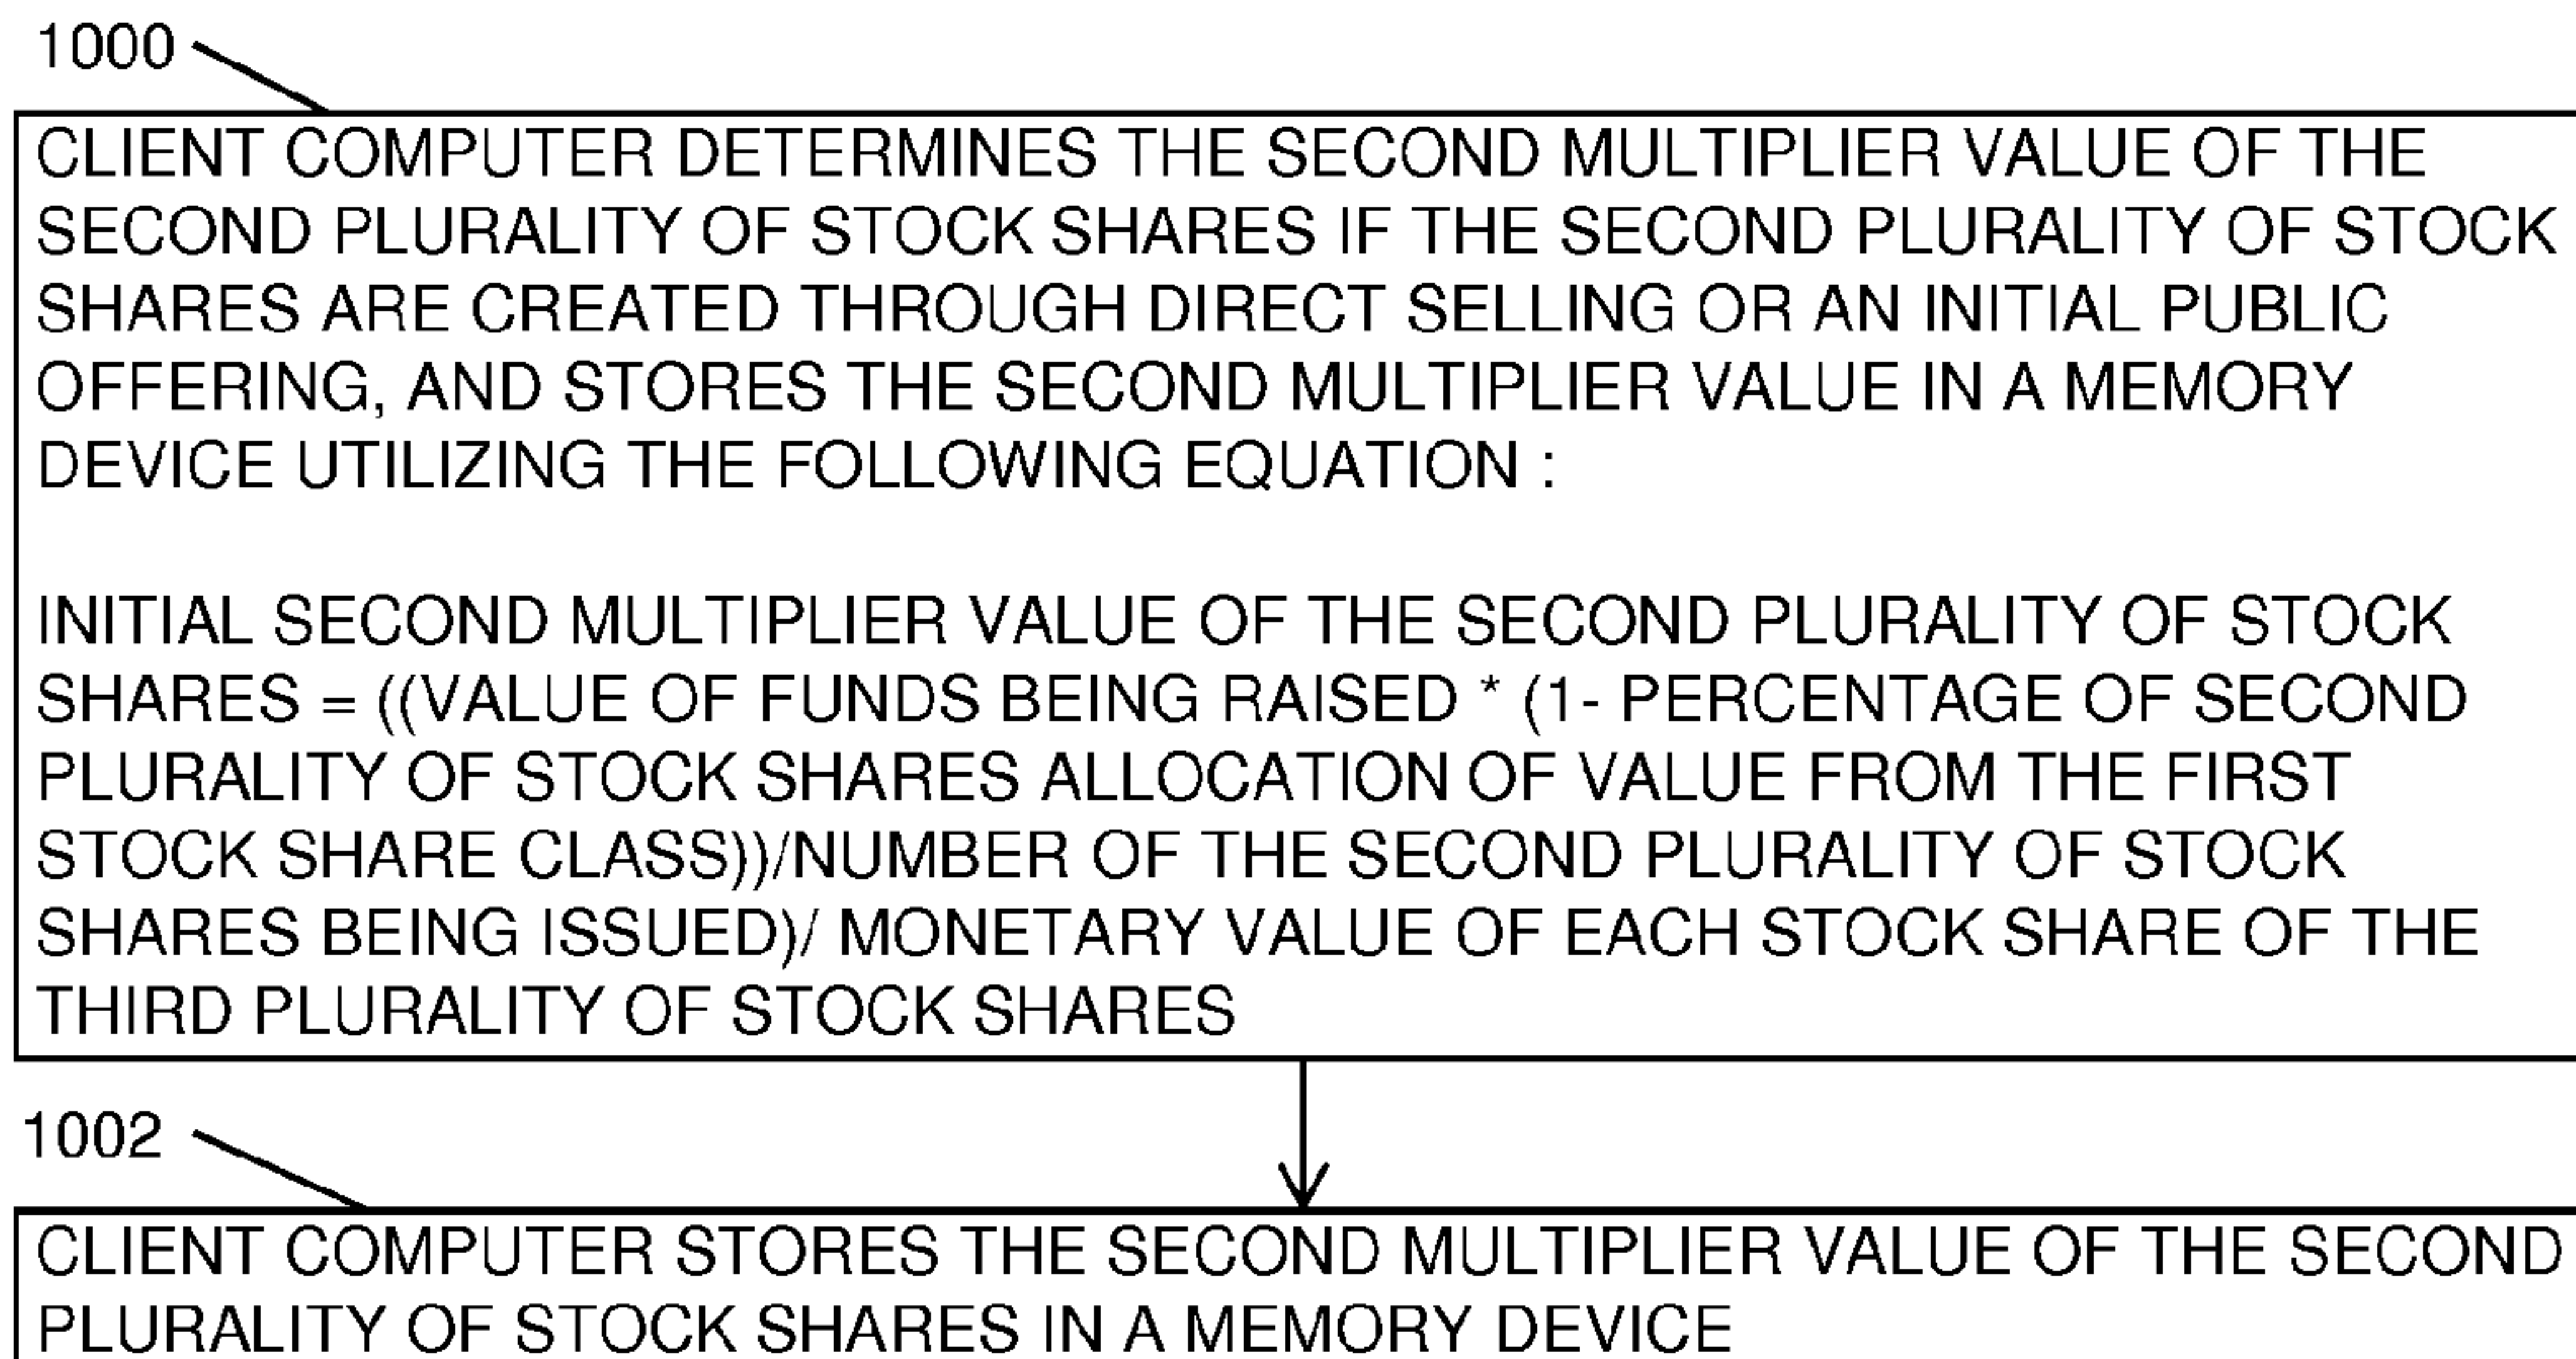 1000
CLIENT COMPUTER DETERMINES THE SECOND MULTIPLIER VALUE OF THE
SECOND PLURALITY OF STOCK SHARES IF THE SECOND PLURALITY OF STOCK
SHARES ARE CREATED THROUGH DIRECT SELLING OR AN INITIAL PUBLIC
OFFERING, AND STORES THE SECOND MULTIPLIER VALUE IN A MEMORY
DEVICE UTILIZING THE FOLLOWING EQUATION :
INITIAL SECOND MULTIPLIER VALUE OF THE SECOND PLURALITY OF STOCK
SHARES = ((VALUE OF FUNDS BEING RAISED * (1- PERCENTAGE OF SECOND
PLURALITY OF STOCK SHARES ALLOCATION OF VALUE FROM THE FIRST
STOCK SHARE CLASS))/NUMBER OF THE SECOND PLURALITY OF STOCK
SHARES BEING ISSUED)/ MONETARY VALUE OF EACH STOCK SHARE OF THE
THIRD PLURALITY OF STOCK SHARES
1002
CLIENT COMPUTER STORES THE SECOND MULTIPLIER VALUE OF THE SECOND
PLURALITY OF STOCK SHARES IN A MEMORY DEVICE